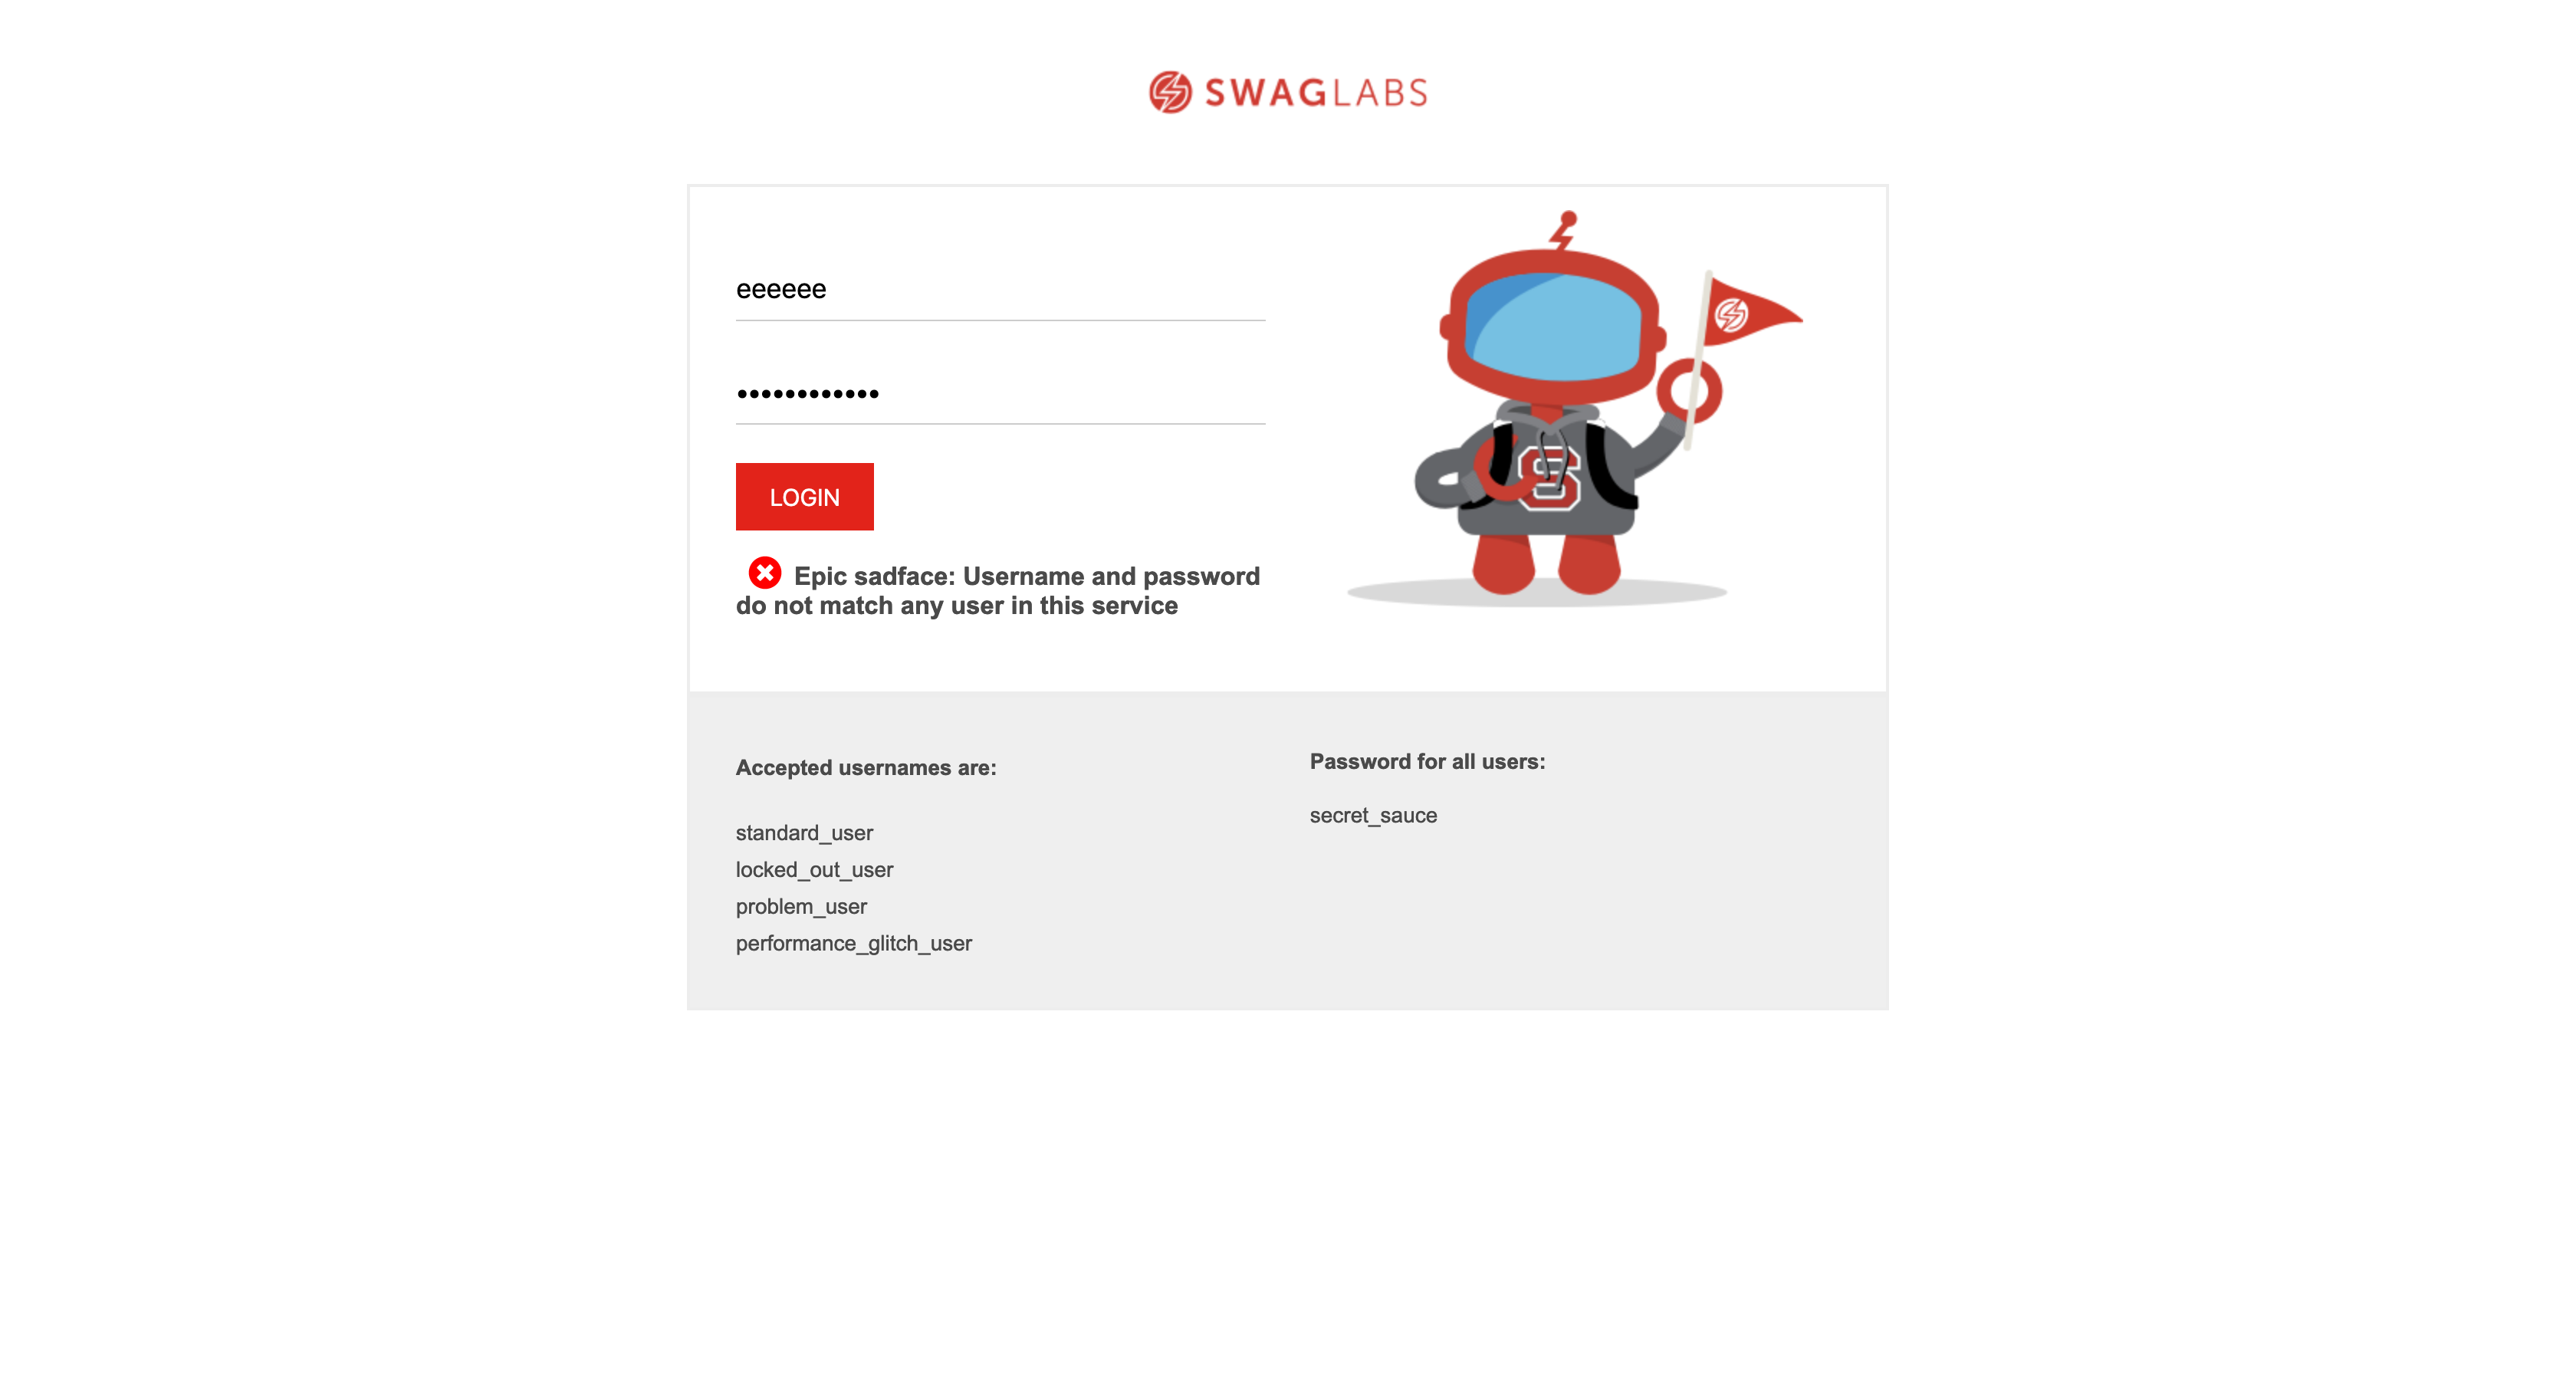 SWAGLABS
eeeeee
••••••••••••
LOGIN
Epic sadface: Username and password
do not match any user in this service
S
Accepted usernames are:
standard_user
locked_out_user
problem_user
performance_glitch_user
Password for all users:
secret_sauce